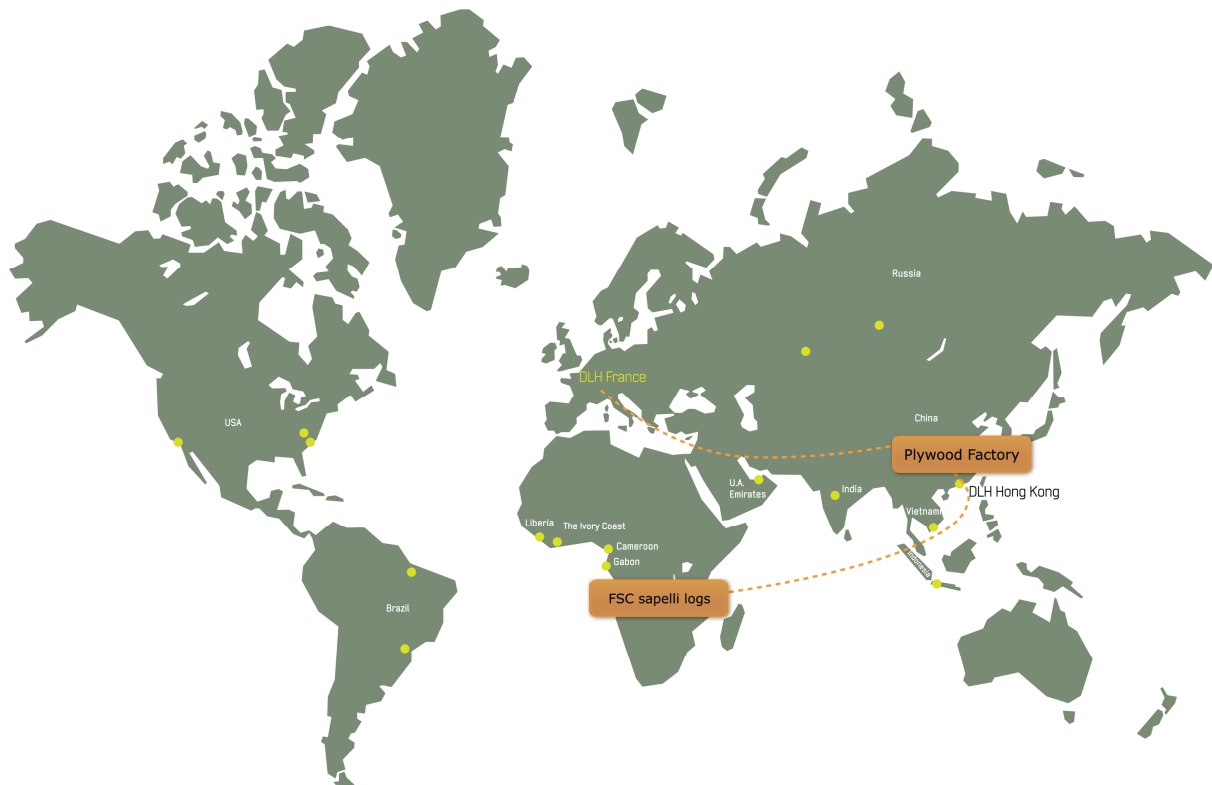 Russia
DLH France
China
USA
Plywood Factory
U.A.
Emirates
India
DLH Hong Kong
Vietnam
Liberia
The Ivory Coast
Cameroon
Indonesia
Gabon
FSC sapelli logs
Brazil